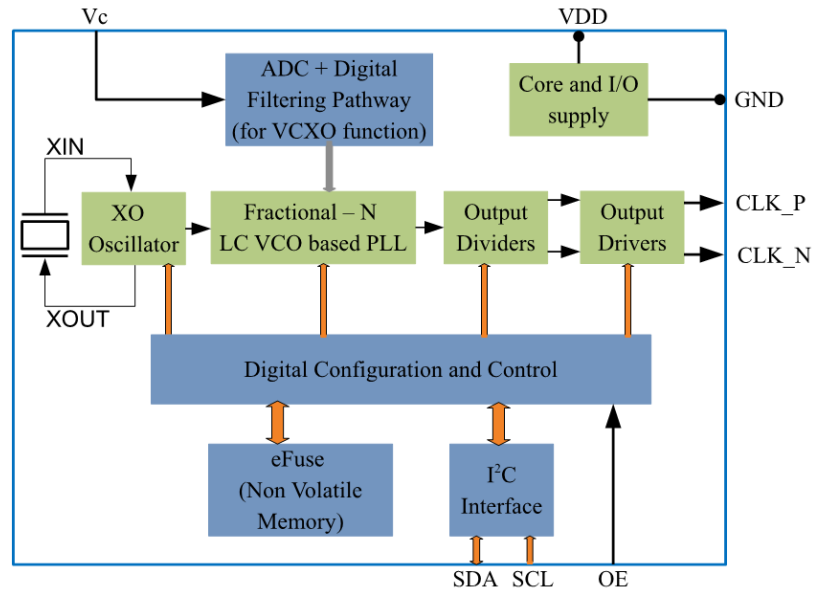 Vc
VDD
ADC + Digital
Filtering Pathway
(for VCXO function)
Core and I/O
supply
GND
XIN
XO
Oscillator
Fractional – N
LC VCO based PLL
Output
Dividers
Output
Drivers
CLK_P
CLK_N
XOUT
Digital Configuration and Control
eFuse
(Non Volatile
Memory)
I²C
Interface
SDA
SCL
OE